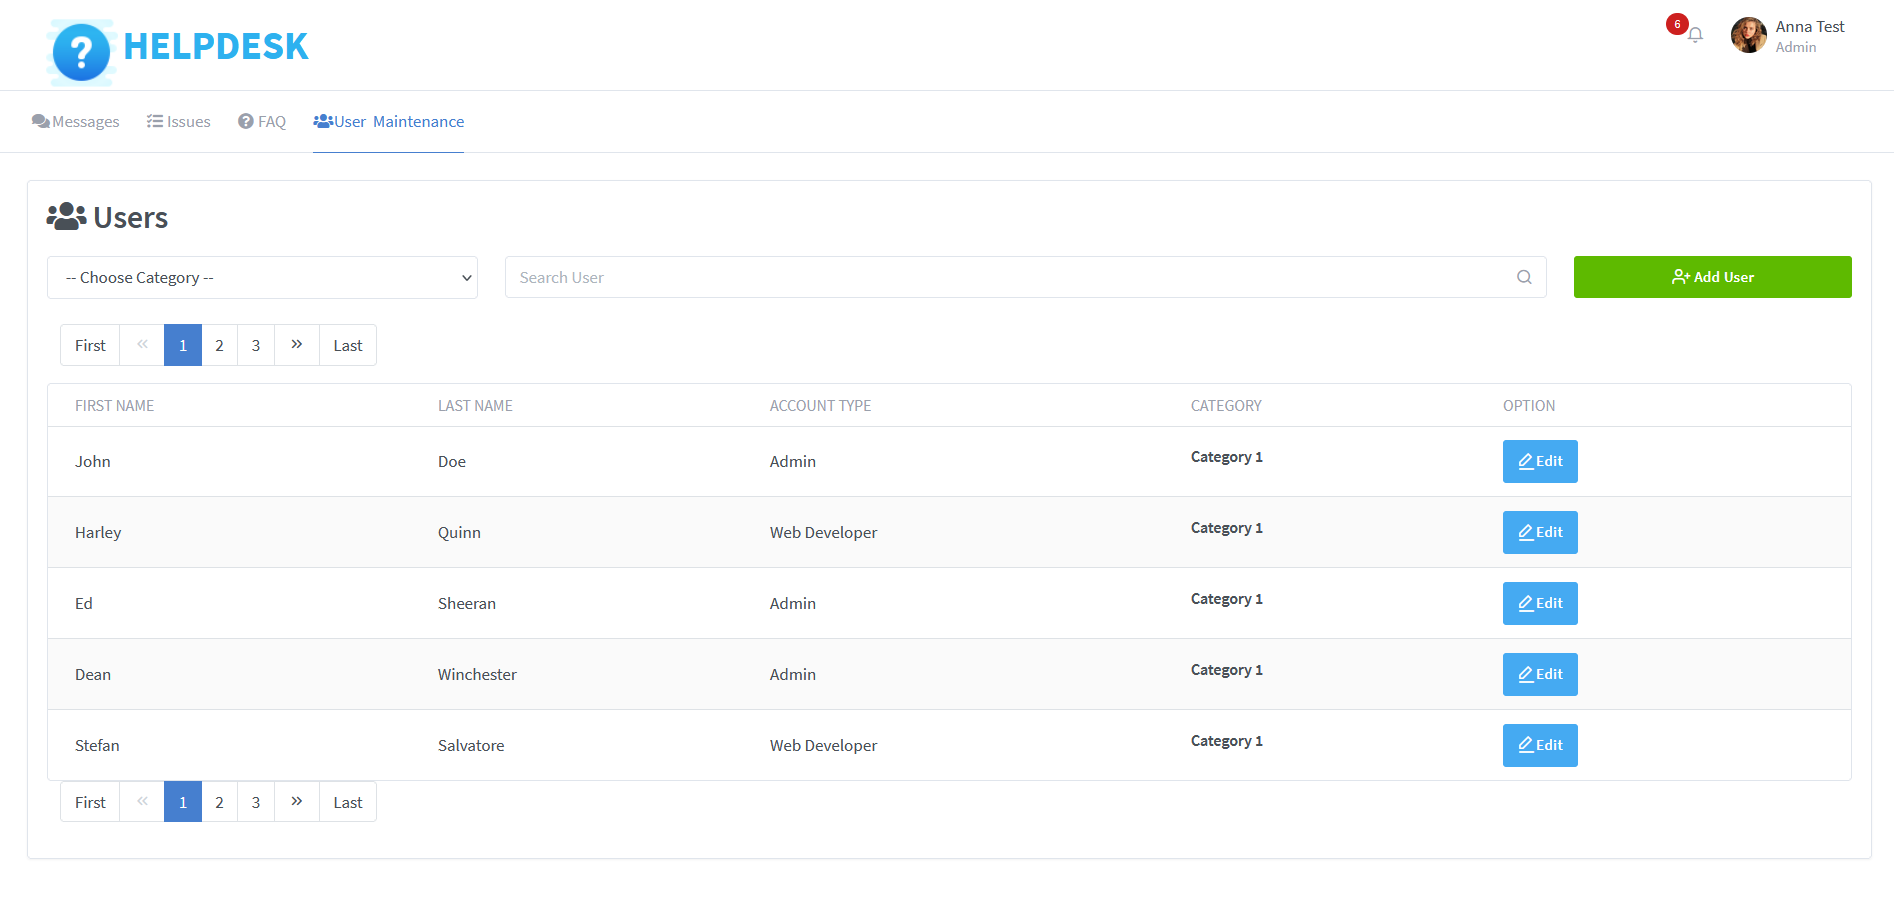 ? HELPDESK
6
Anna Test
Admin
Messages Issues FAQ User Maintenance
Users
-- Choose Category -- Search User Add User
First « 1 2 3 » Last
FIRST NAME LAST NAME ACCOUNT TYPE CATEGORY OPTION
John Doe Admin Category 1 Edit
Harley Quinn Web Developer Category 1 Edit
Ed Sheeran Admin Category 1 Edit
Dean Winchester Admin Category 1 Edit
Stefan Salvatore Web Developer Category 1 Edit
First « 1 2 3 » Last